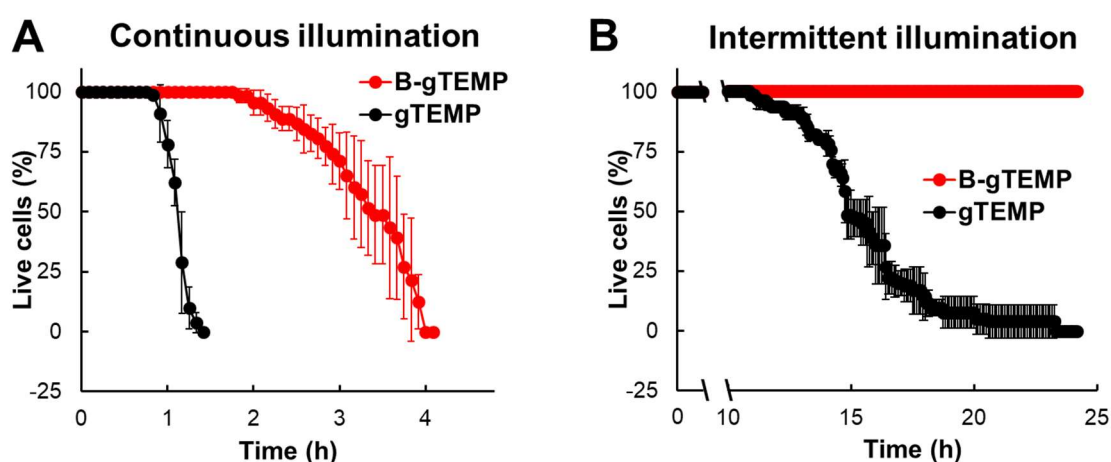 A
Continuous illumination
B-gTEMP
gTEMP
100
75
50
25
0
-25
Live cells (%)
0 1 2 3 4
Time (h)
B
Intermittent illumination
B-gTEMP
gTEMP
100
75
50
25
0
-25
Live cells (%)
0 10 15 20 25
Time (h)